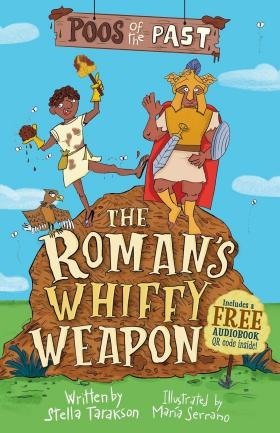 POOS OF THE PAST
THE
ROMAN'S
WHIFFY
WEAPON
Includes a
FREE
AUDIOBOOK
QR code inside!
Written by
Stella Tarakson
Illustrated by
María Serrano